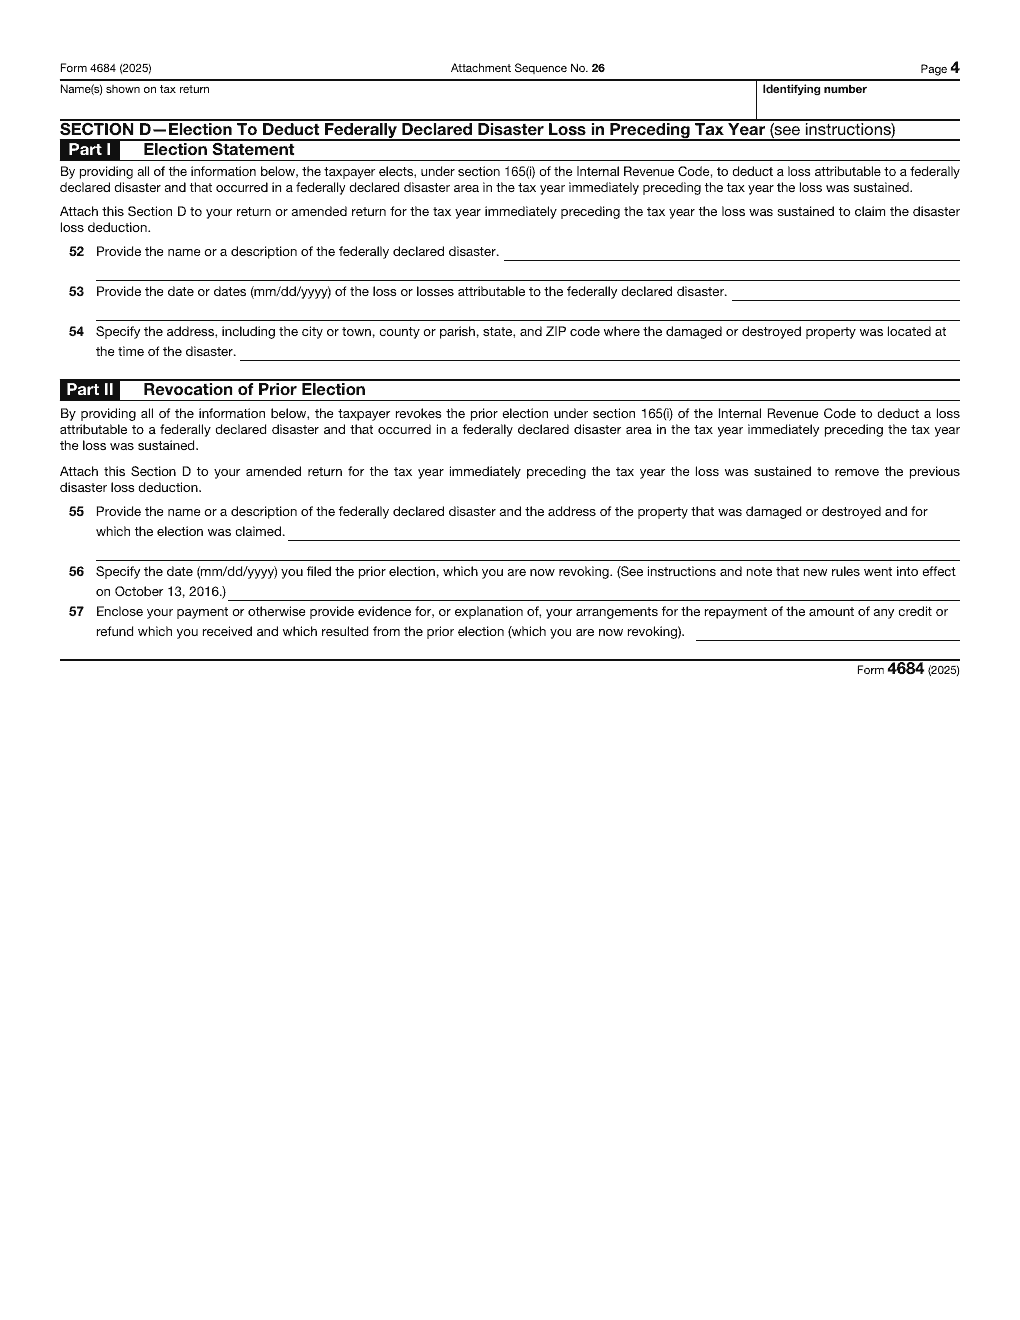 Form 4684 (2025) Attachment Sequence No. 26 Page 4
Name(s) shown on tax return Identifying number
SECTION D—Election To Deduct Federally Declared Disaster Loss in Preceding Tax Year (see instructions)
Part I Election Statement
By providing all of the information below, the taxpayer elects, under section 165(i) of the Internal Revenue Code, to deduct a loss attributable to a federally
declared disaster and that occurred in a federally declared disaster area in the tax year immediately preceding the tax year the loss was sustained.
Attach this Section D to your return or amended return for the tax year immediately preceding the tax year the loss was sustained to claim the disaster
loss deduction.
52 Provide the name or a description of the federally declared disaster.
53 Provide the date or dates (mm/dd/yyyy) of the loss or losses attributable to the federally declared disaster.
54 Specify the address, including the city or town, county or parish, state, and ZIP code where the damaged or destroyed property was located at
the time of the disaster.
Part II Revocation of Prior Election
By providing all of the information below, the taxpayer revokes the prior election under section 165(i) of the Internal Revenue Code to deduct a loss
attributable to a federally declared disaster and that occurred in a federally declared disaster area in the tax year immediately preceding the tax year
the loss was sustained.
Attach this Section D to your amended return for the tax year immediately preceding the tax year the loss was sustained to remove the previous
disaster loss deduction.
55 Provide the name or a description of the federally declared disaster and the address of the property that was damaged or destroyed and for
which the election was claimed.
56 Specify the date (mm/dd/yyyy) you filed the prior election, which you are now revoking. (See instructions and note that new rules went into effect
on October 13, 2016.)
57 Enclose your payment or otherwise provide evidence for, or explanation of, your arrangements for the repayment of the amount of any credit or
refund which you received and which resulted from the prior election (which you are now revoking).
Form 4684 (2025)